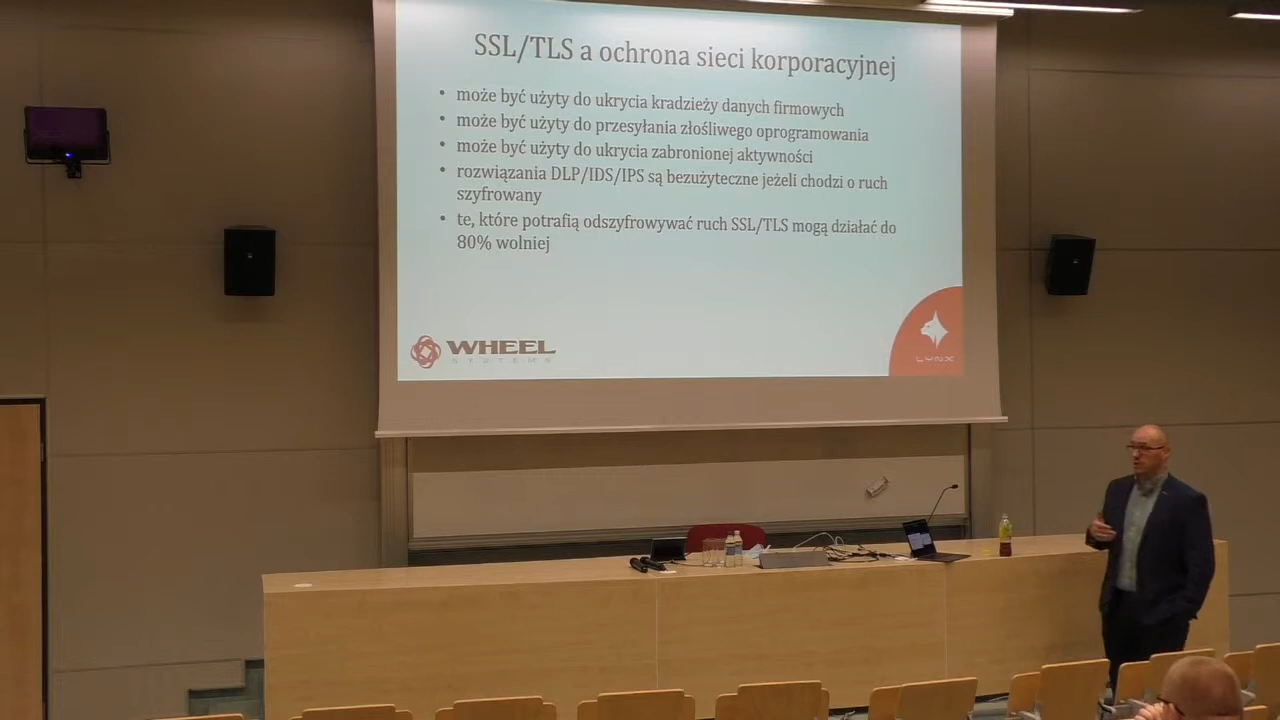 SSL/TLS a ochrona sieci korporacyjnej
• może być użyty do ukrycia kradzieży danych firmowych
• może być użyty do przesyłania złośliwego oprogramowania
• może być użyty do ukrycia zabronionej aktywności
• rozwiązania DLP/IDS/IPS są bezużyteczne jeżeli chodzi o ruch
szyfrowany
• te, które potrafią odszyfrowywać ruch SSL/TLS mogą działać do
80% wolniej
WHEEL
SYSTEMS
LYNX